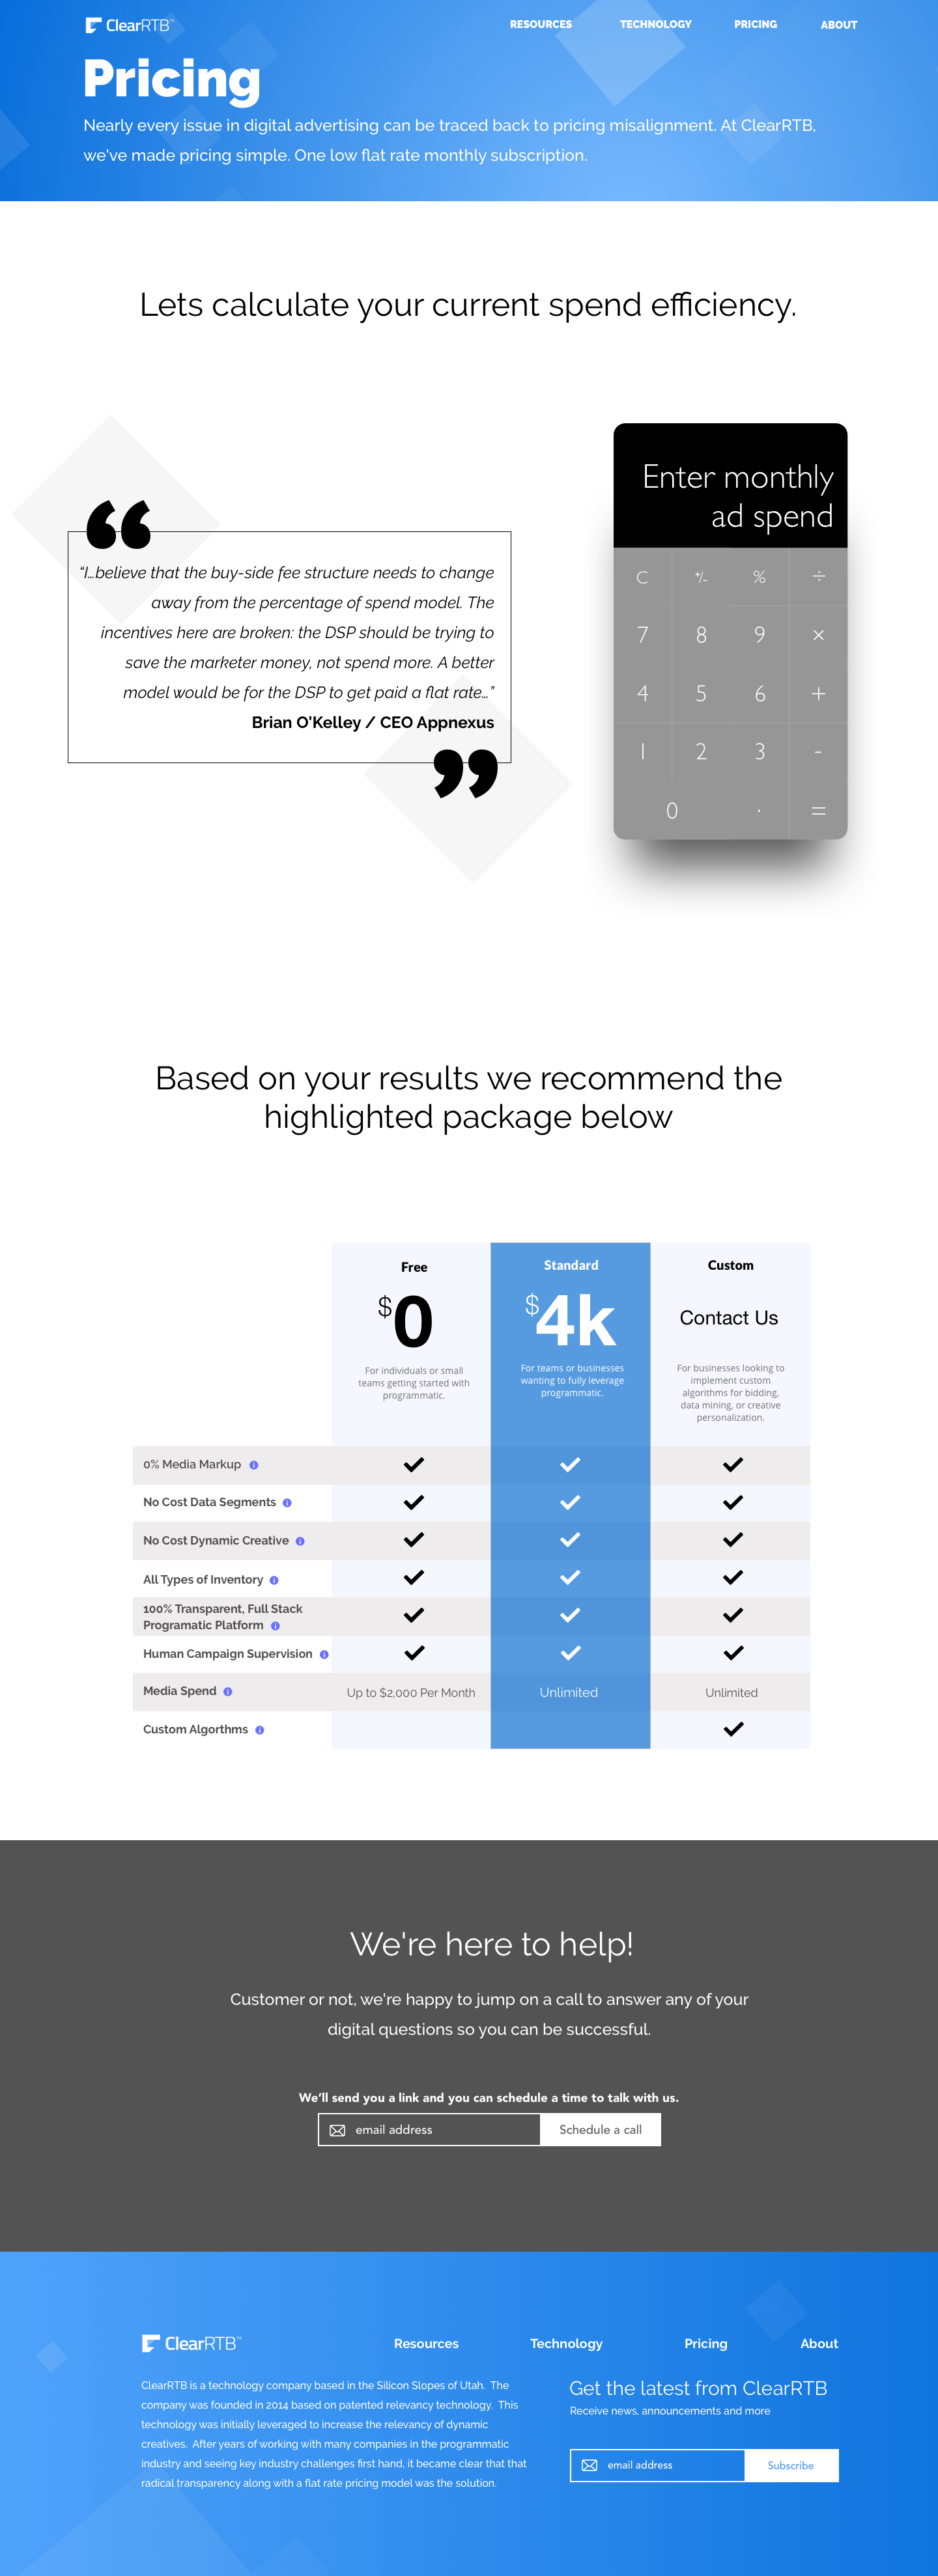 ClearRTB™
RESOURCES
TECHNOLOGY
PRICING
ABOUT
Pricing
Nearly every issue in digital advertising can be traced back to pricing misalignment. At ClearRTB,
we've made pricing simple. One low flat rate monthly subscription.
Lets calculate your current spend efficiency.
“
“I...believe that the buy-side fee structure needs to change
away from the percentage of spend model. The
incentives here are broken: the DSP should be trying to
save the marketer money, not spend more. A better
model would be for the DSP to get paid a flat rate...”
Brian O'Kelley / CEO Appnexus
”
Enter monthly
ad spend
C +/- % ÷
7 8 9 ×
4 5 6 +
1 2 3 -
0 . =
Based on your results we recommend the
highlighted package below
Free
$0
For individuals or small
teams getting started with
programmatic.
Standard
$4k
For teams or businesses
wanting to fully leverage
programmatic.
Custom
Contact Us
For businesses looking to
implement custom
algorithms for bidding,
data mining, or creative
personalization.
0% Media Markup i
No Cost Data Segments i
No Cost Dynamic Creative i
All Types of Inventory i
100% Transparent, Full Stack
Programatic Platform i
Human Campaign Supervision i
Media Spend i Up to $2,000 Per Month Unlimited Unlimited
Custom Algorthms i
We're here to help!
Customer or not, we're happy to jump on a call to answer any of your
digital questions so you can be successful.
We’ll send you a link and you can schedule a time to talk with us.
email address
Schedule a call
ClearRTB™
Resources
Technology
Pricing
About
ClearRTB is a technology company based in the Silicon Slopes of Utah. The
company was founded in 2014 based on patented relevancy technology. This
technology was initially leveraged to increase the relevancy of dynamic
creatives. After years of working with many companies in the programmatic
industry and seeing key industry challenges first hand, it became clear that that
radical transparency along with a flat rate pricing model was the solution.
Get the latest from ClearRTB
Receive news, announcements and more
email address
Subscribe